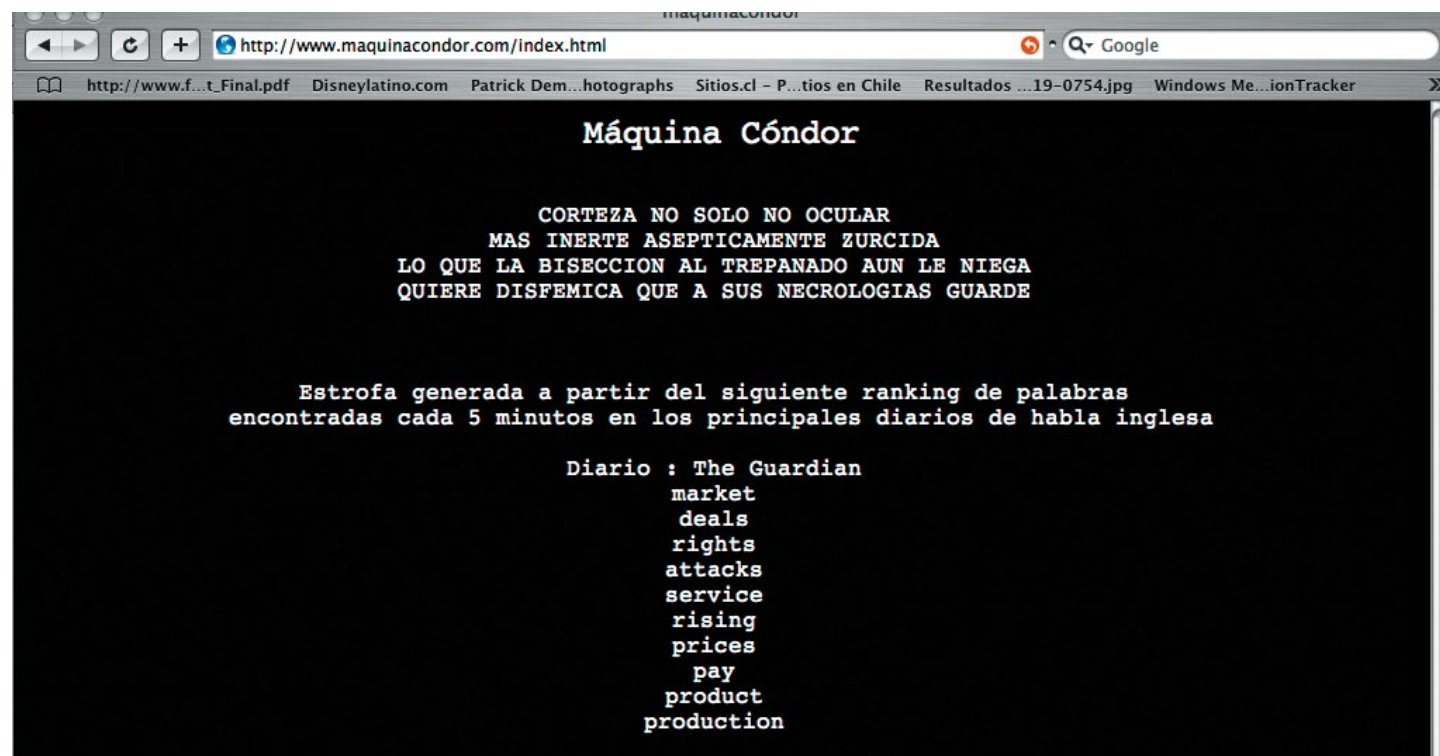 maquinacondor
http://www.maquinacondor.com/index.html
Google
http://www.f...t_Final.pdf Disneylatino.com Patrick Dem...hotographs Sitios.cl – P...tios en Chile Resultados ...19-0754.jpg Windows Me...ionTracker
Máquina Cóndor
CORTEZA NO SOLO NO OCULAR
MAS INERTE ASEPTICAMENTE ZURCIDA
LO QUE LA BISECCION AL TREPANADO AUN LE NIEGA
QUIERE DISFEMICA QUE A SUS NECROLOGIAS GUARDE
Estrofa generada a partir del siguiente ranking de palabras
encontradas cada 5 minutos en los principales diarios de habla inglesa
Diario : The Guardian
market
deals
rights
attacks
service
rising
prices
pay
product
production